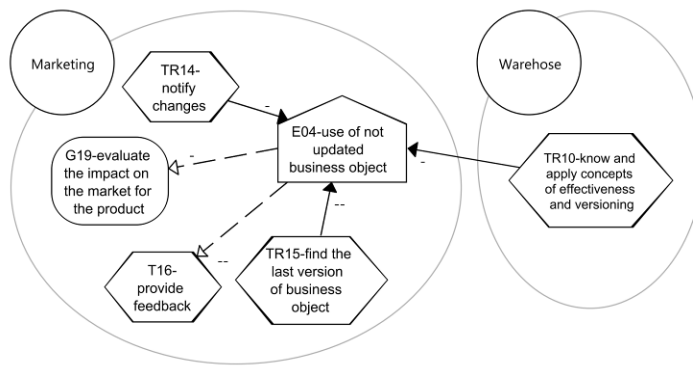 Marketing
Warehose
TR14-
notify
changes
-
E04-use of not
updated
business object
-
G19-evaluate
the impact on
the market for
the product
-
TR10-know and
apply concepts
of effectiveness
and versioning
--
--
TR15-find the
last version
of business
object
T16-
provide
feedback